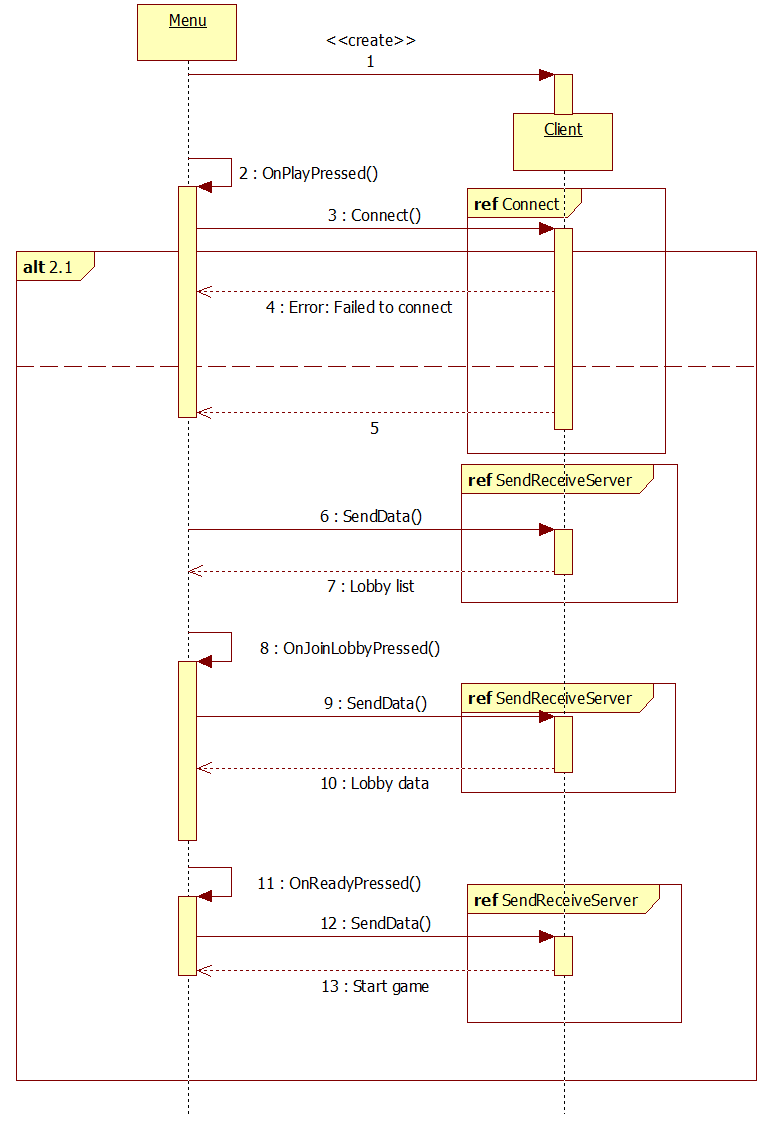 Menu
<<create>>
1
Client
2 : OnPlayPressed()
ref Connect
3 : Connect()
alt 2.1
4 : Error: Failed to connect
5
ref SendReceiveServer
6 : SendData()
7 : Lobby list
8 : OnJoinLobbyPressed()
ref SendReceiveServer
9 : SendData()
10 : Lobby data
11 : OnReadyPressed()
ref SendReceiveServer
12 : SendData()
13 : Start game